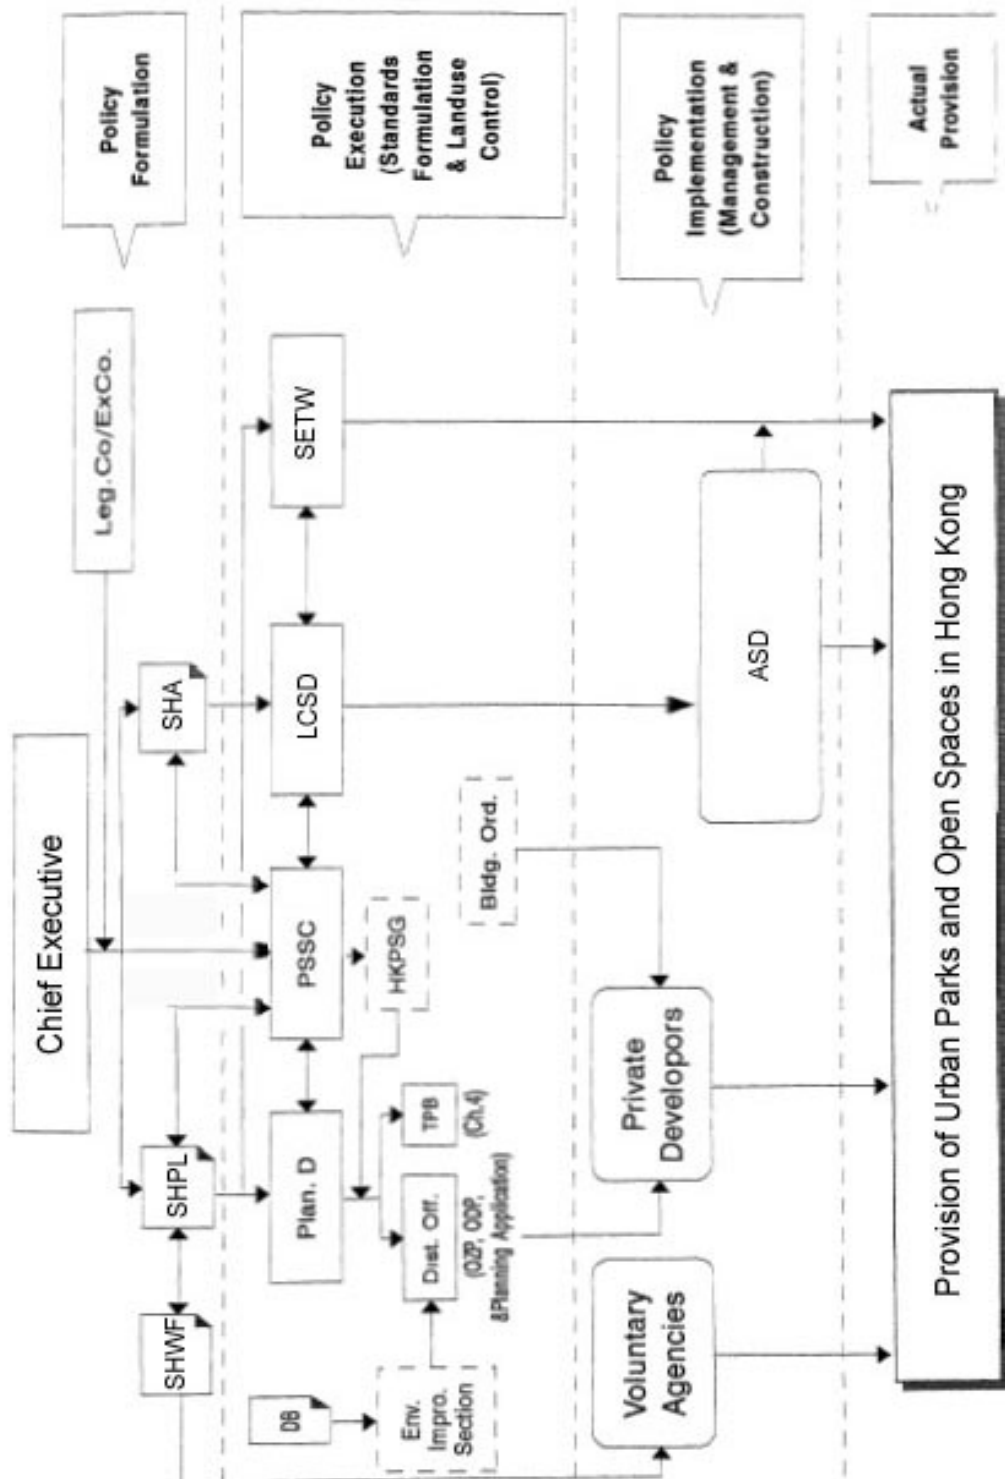 Chief Executive
Leg.Co/ExCo.
Policy
Formulation
SHWF
SHPL
SHA
Policy
Execution
(Standards
Formulation
& Landuse
Control)
DB
Plan. D
PSSC
LCSD
SETW
Env.
Impro.
Section
Dist. Off.
(OZP, ODP,
&Planning Application)
TPB
(Ch.4)
HKPSG
Bldg. Ord.
Policy
Implementation
(Management &
Construction)
Voluntary
Agencies
Private
Developors
ASD
Actual
Provision
Provision of Urban Parks and Open Spaces in Hong Kong